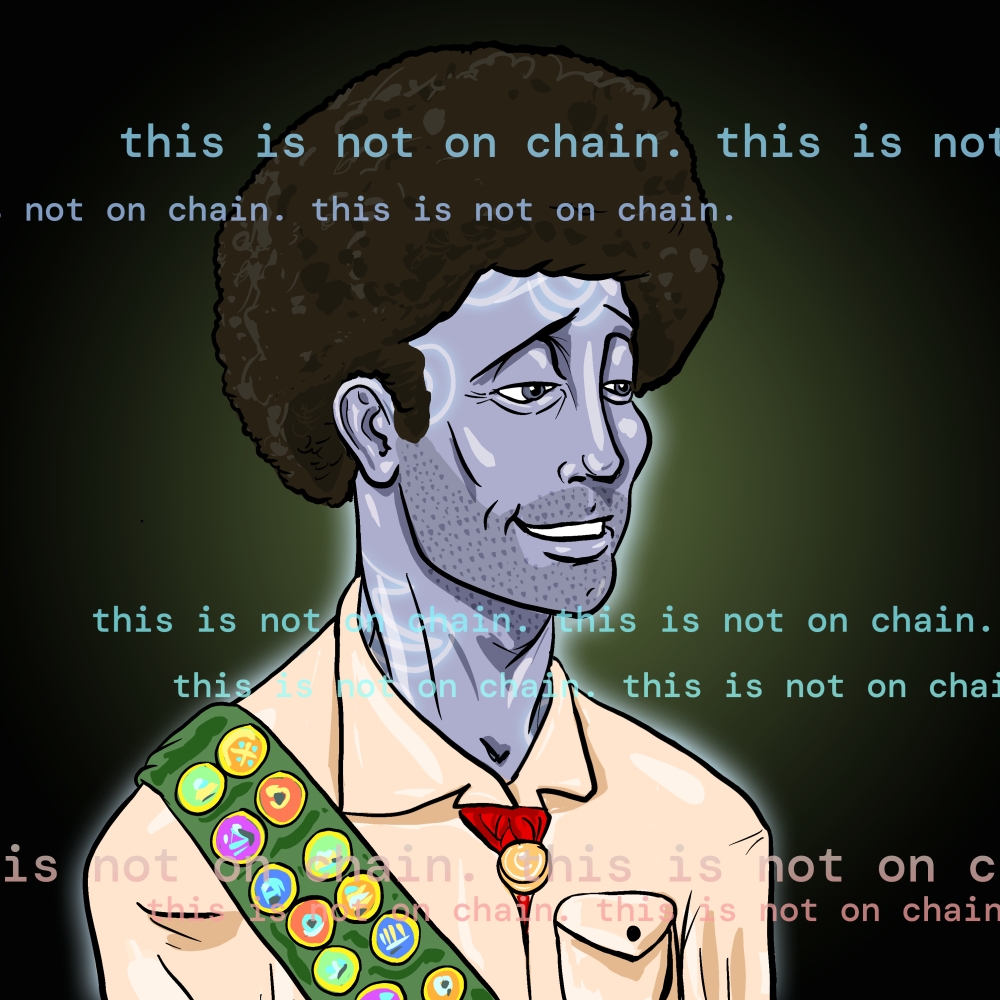 this is not on chain. this is not
not on chain. this is not on chain.
this is not on chain. this is not on chain.
this is not on chain. this is not on chai
is not on chain. this is not on c
this is not on chain. this is not on chain